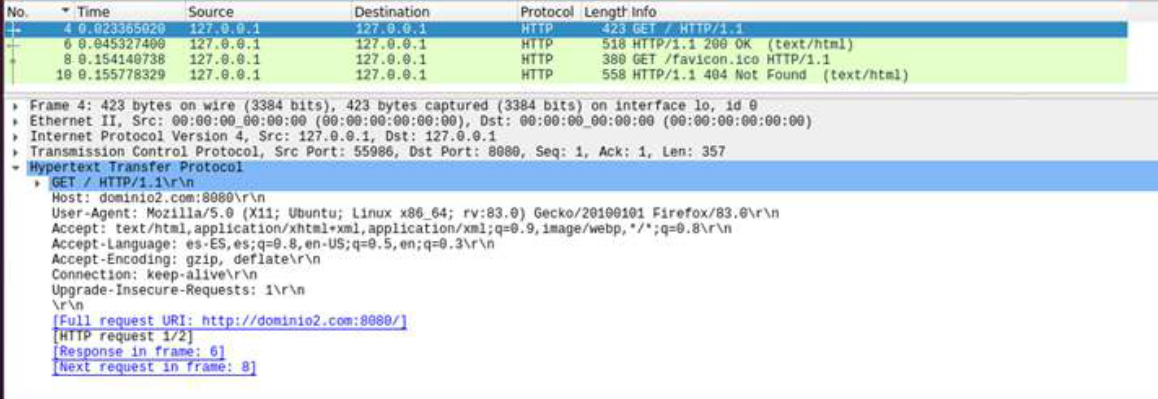 No. Time Source Destination Protocol Length Info
4 0.023365020 127.0.0.1 127.0.0.1 HTTP 423 GET / HTTP/1.1
6 0.045327400 127.0.0.1 127.0.0.1 HTTP 518 HTTP/1.1 200 OK (text/html)
8 0.154140738 127.0.0.1 127.0.0.1 HTTP 380 GET /favicon.ico HTTP/1.1
10 0.155778329 127.0.0.1 127.0.0.1 HTTP 558 HTTP/1.1 404 Not Found (text/html)
Frame 4: 423 bytes on wire (3384 bits), 423 bytes captured (3384 bits) on interface lo, id 0
Ethernet II, Src: 00:00:00_00:00:00 (00:00:00:00:00:00), Dst: 00:00:00_00:00:00 (00:00:00:00:00:00)
Internet Protocol Version 4, Src: 127.0.0.1, Dst: 127.0.0.1
Transmission Control Protocol, Src Port: 55986, Dst Port: 8080, Seq: 1, Ack: 1, Len: 357
Hypertext Transfer Protocol
GET / HTTP/1.1\r\n
Host: dominio2.com:8080\r\n
User-Agent: Mozilla/5.0 (X11; Ubuntu; Linux x86_64; rv:83.0) Gecko/20100101 Firefox/83.0\r\n
Accept: text/html,application/xhtml+xml,application/xml;q=0.9,image/webp,*/*;q=0.8\r\n
Accept-Language: es-ES,es;q=0.8,en-US;q=0.5,en;q=0.3\r\n
Accept-Encoding: gzip, deflate\r\n
Connection: keep-alive\r\n
Upgrade-Insecure-Requests: 1\r\n
\r\n
[Full request URI: http://dominio2.com:8080/]
[HTTP request 1/2]
[Response in frame: 6]
[Next request in frame: 8]